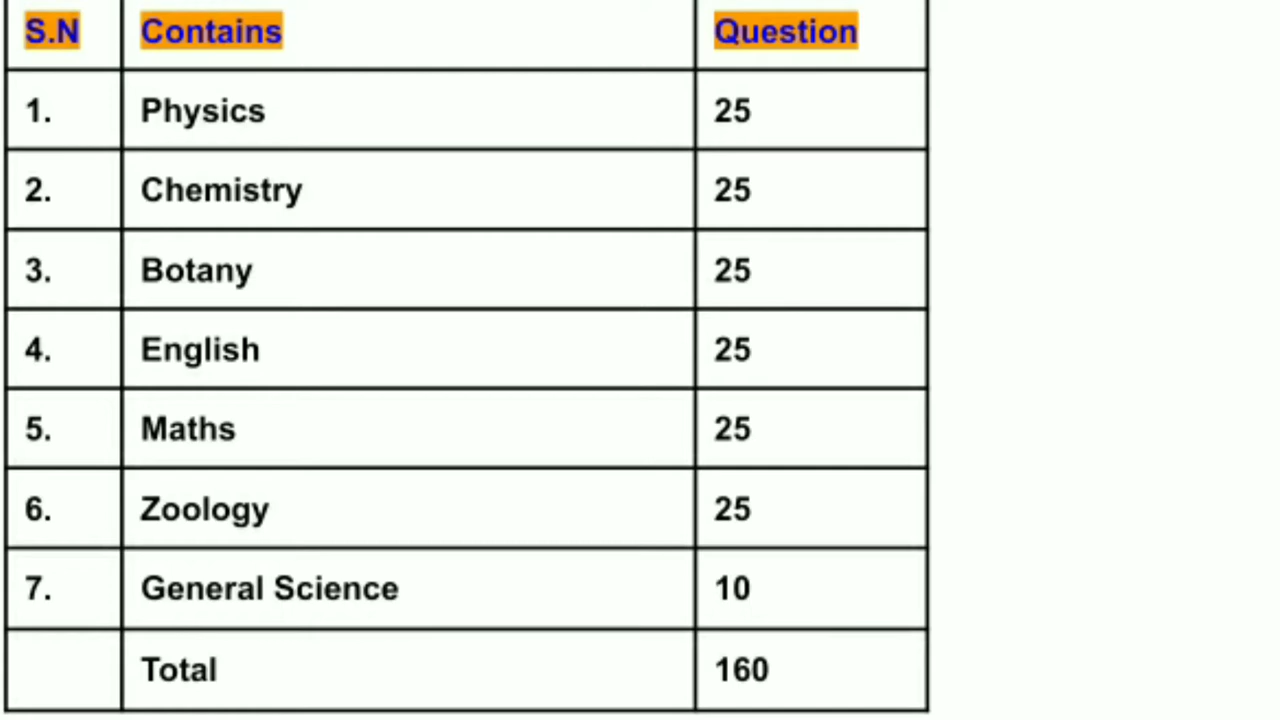 S.N Contains Question
1. Physics 25
2. Chemistry 25
3. Botany 25
4. English 25
5. Maths 25
6. Zoology 25
7. General Science 10
Total 160